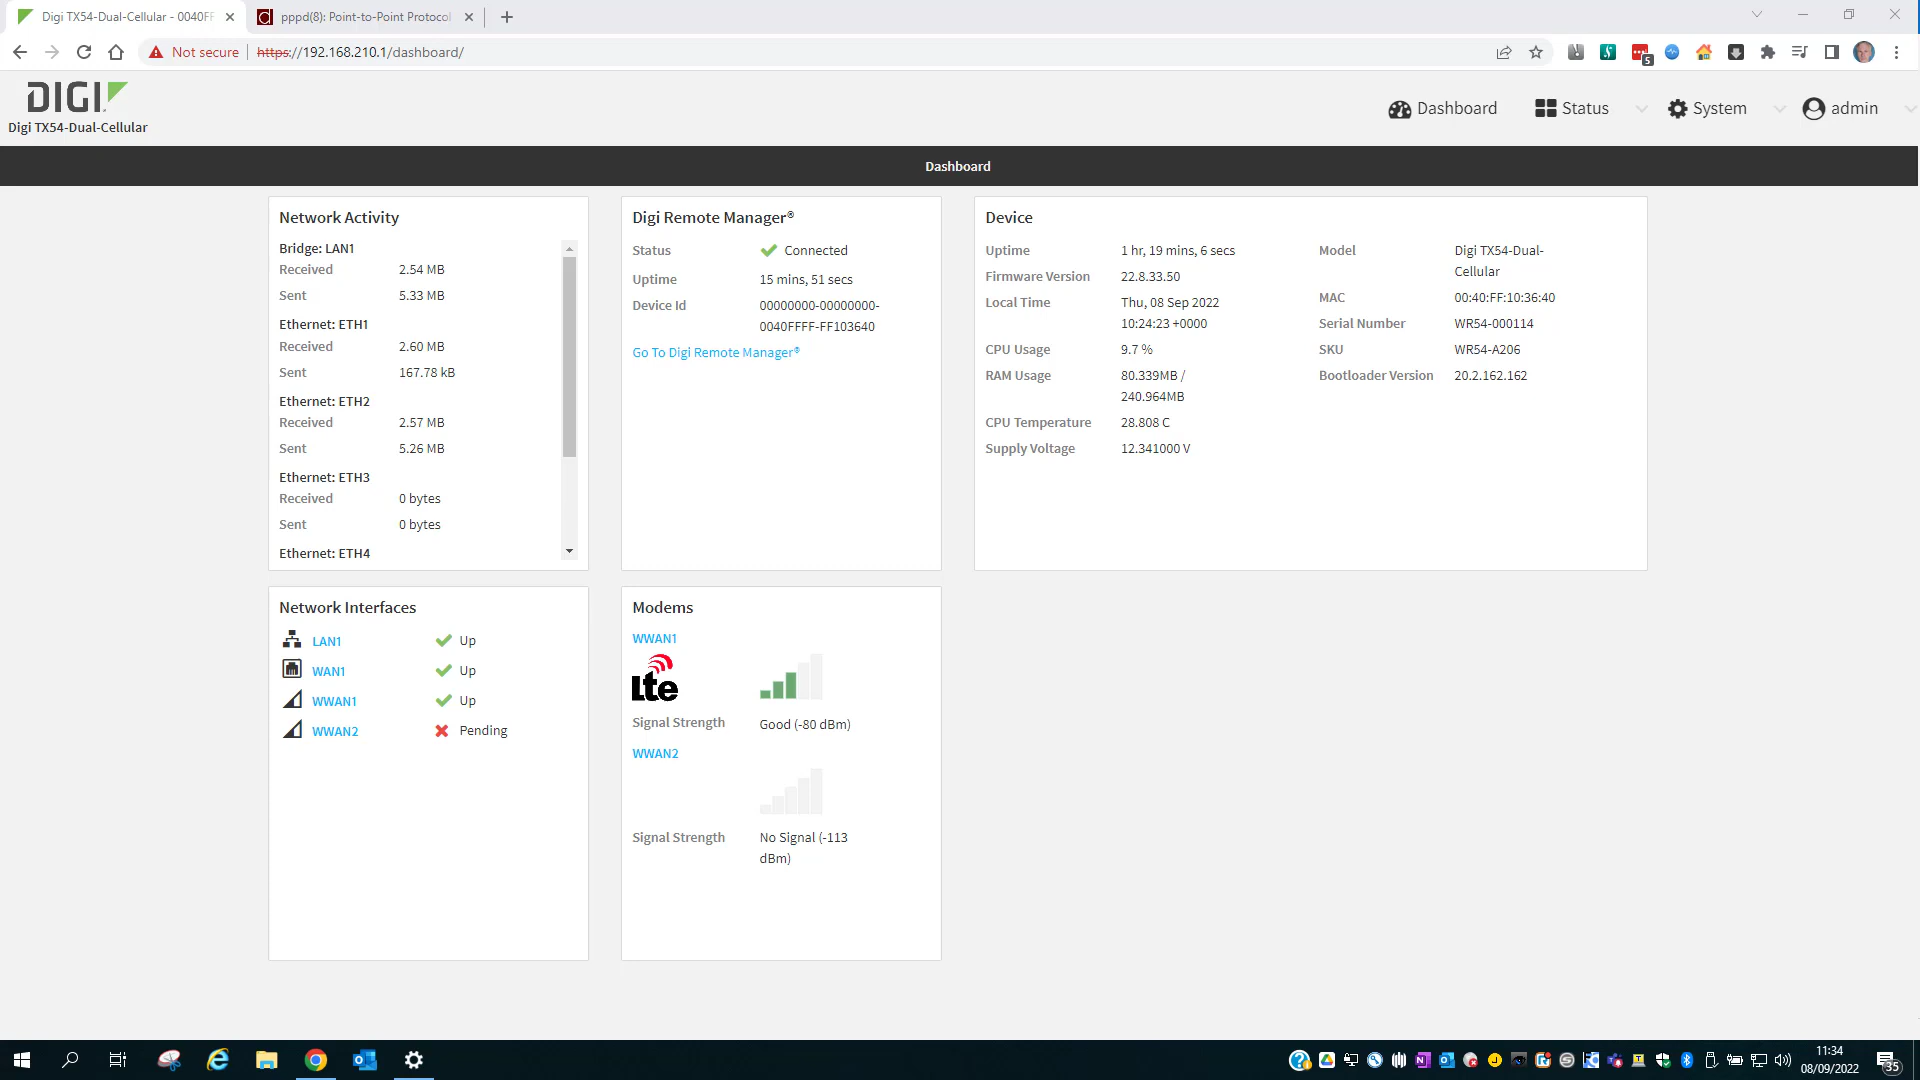 Digi TX54-Dual-Cellular - 0040FF
pppd(8): Point-to-Point Protocol
Not secure
https://192.168.210.1/dashboard/
5
DIGI
Digi TX54-Dual-Cellular
Dashboard
Status
System
admin
Dashboard
Network Activity
Bridge: LAN1
Received 2.54 MB
Sent 5.33 MB
Ethernet: ETH1
Received 2.60 MB
Sent 167.78 kB
Ethernet: ETH2
Received 2.57 MB
Sent 5.26 MB
Ethernet: ETH3
Received 0 bytes
Sent 0 bytes
Ethernet: ETH4
Digi Remote Manager®
Status Connected
Uptime 15 mins, 51 secs
Device Id 00000000-00000000-
0040FFFF-FF103640
Go To Digi Remote Manager®
Device
Uptime 1 hr, 19 mins, 6 secs
Firmware Version 22.8.33.50
Local Time Thu, 08 Sep 2022
10:24:23 +0000
CPU Usage 9.7 %
RAM Usage 80.339MB /
240.964MB
CPU Temperature 28.808 C
Supply Voltage 12.341000 V
Model Digi TX54-Dual-
Cellular
MAC 00:40:FF:10:36:40
Serial Number WR54-000114
SKU WR54-A206
Bootloader Version 20.2.162.162
Network Interfaces
LAN1 Up
WAN1 Up
WWAN1 Up
WWAN2 Pending
Modems
WWAN1
Lte
Signal Strength Good (-80 dBm)
WWAN2
Signal Strength No Signal (-113
dBm)
11:34
08/09/2022
35